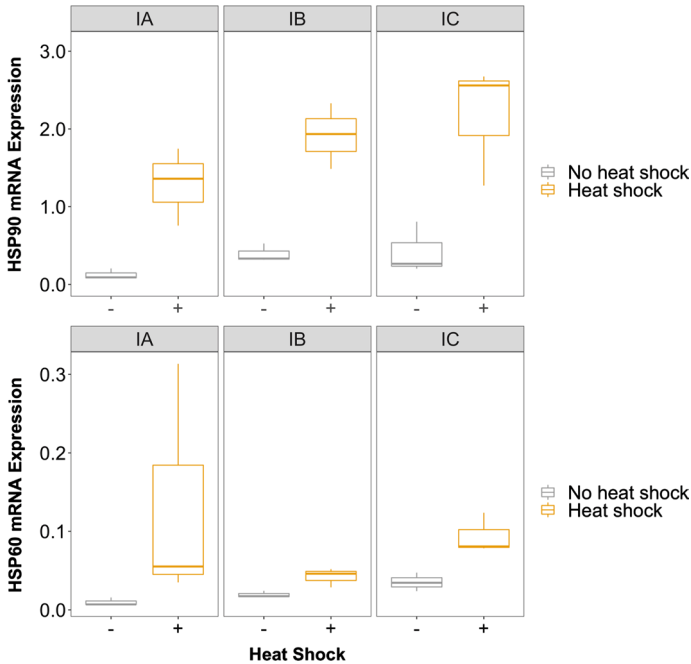 IA IB IC
HSP90 mRNA Expression
3.0
2.0
1.0
0.0
- + - + - +
No heat shock
Heat shock
IA IB IC
HSP60 mRNA Expression
0.3
0.2
0.1
0.0
- + - + - +
Heat Shock
No heat shock
Heat shock